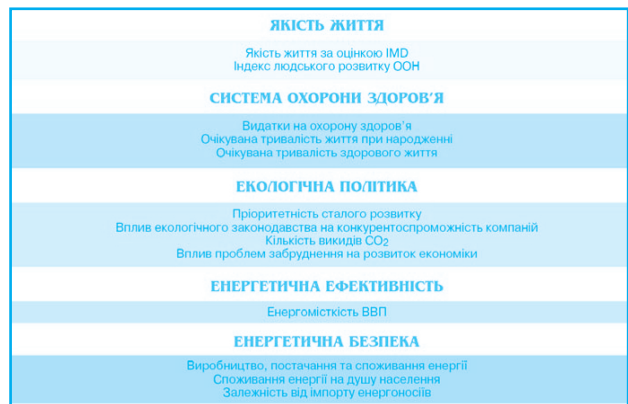 ЯКІСТЬ ЖИТТЯ
Якість життя за оцінкою IMD
Індекс людського розвитку ООН
СИСТЕМА ОХОРОНИ ЗДОРОВ'Я
Видатки на охорону здоров'я
Очікувана тривалість життя при народженні
Очікувана тривалість здорового життя
ЕКОЛОГІЧНА ПОЛІТИКА
Пріоритетність сталого розвитку
Вплив екологічного законодавства на конкурентоспроможність компаній
Кількість викидів CO2
Вплив проблем забруднення на розвиток економіки
ЕНЕРГЕТИЧНА ЕФЕКТИВНІСТЬ
Енергомісткість ВВП
ЕНЕРГЕТИЧНА БЕЗПЕКА
Виробництво, постачання та споживання енергії
Споживання енергії на душу населення
Залежність від імпорту енергоносіїв